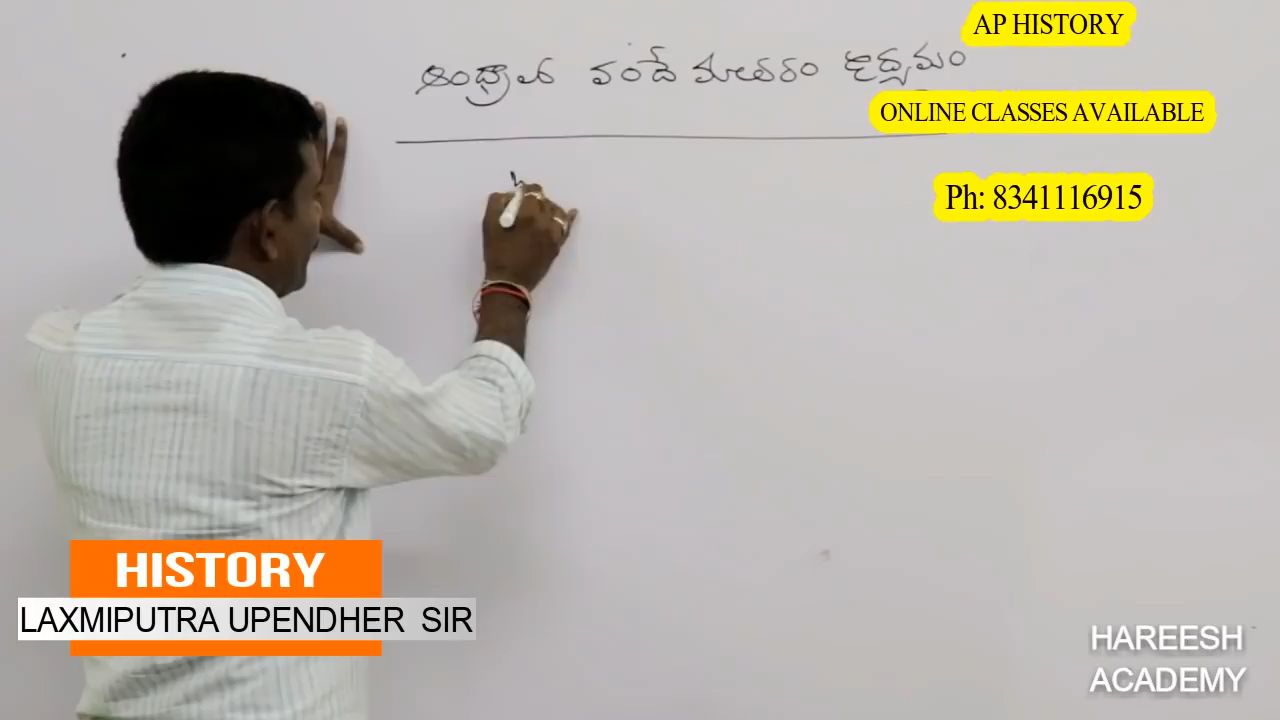 ఆంధ్రాలో వందే మాతరం ఉద్యమం
AP HISTORY
ONLINE CLASSES AVAILABLE
Ph: 8341116915
HISTORY
LAXMIPUTRA UPENDHER SIR
HAREESH
ACADEMY